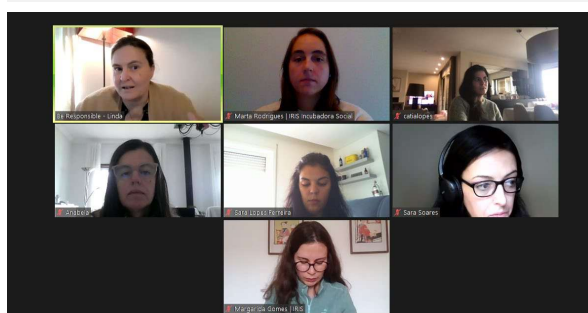 Be Responsible - Linda
Marta Rodrigues | IRIS Incubadora Social
catialopes
Anabela
Sara Lopes Ferreira
Sara Soares
Margarida Gomes |IRIS